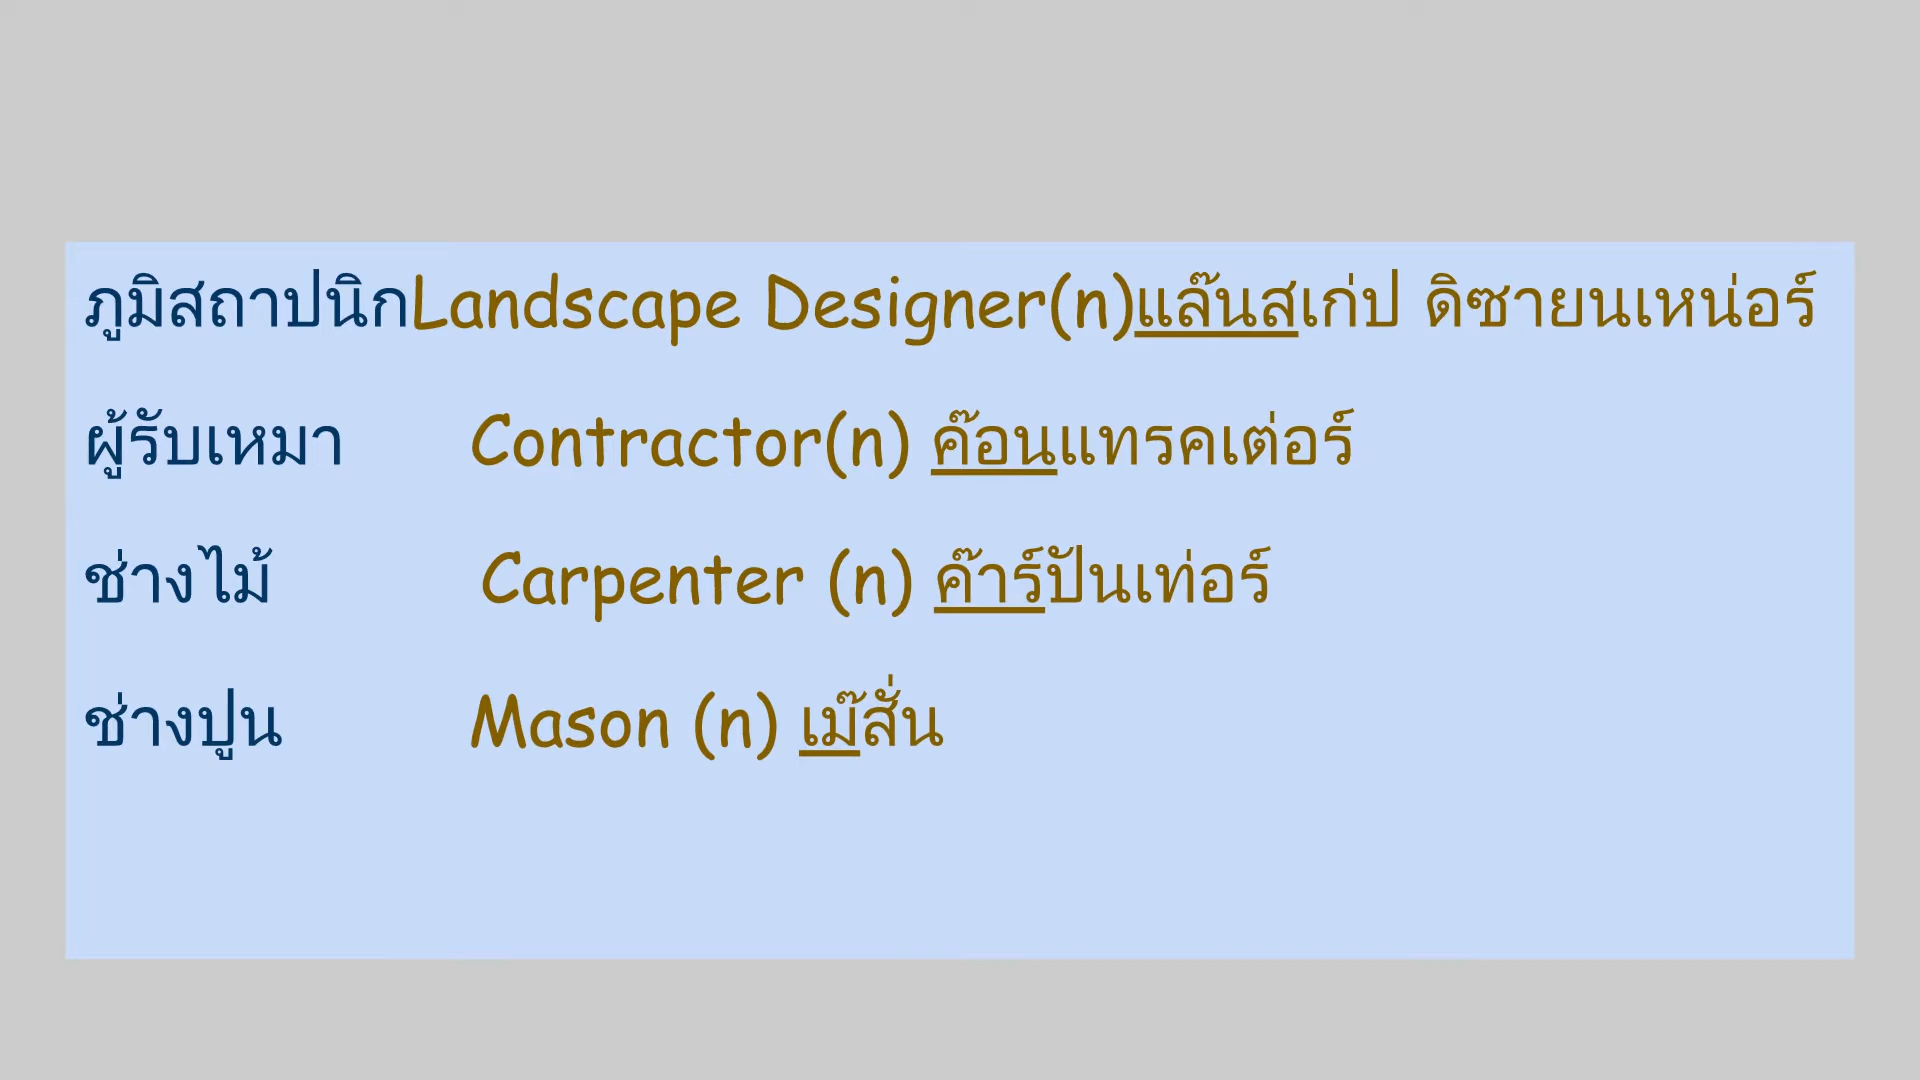 ภูมิสถาปนิกLandscape Designer(n)แล๊นสเก่ป ดิซายนเหน่อร์
ผู้รับเหมา Contractor(n) ค๊อนแทรคเต่อร์
ช่างไม้ Carpenter (n) ค๊าร์ปันเท่อร์
ช่างปูน Mason (n) เม๊สั่น